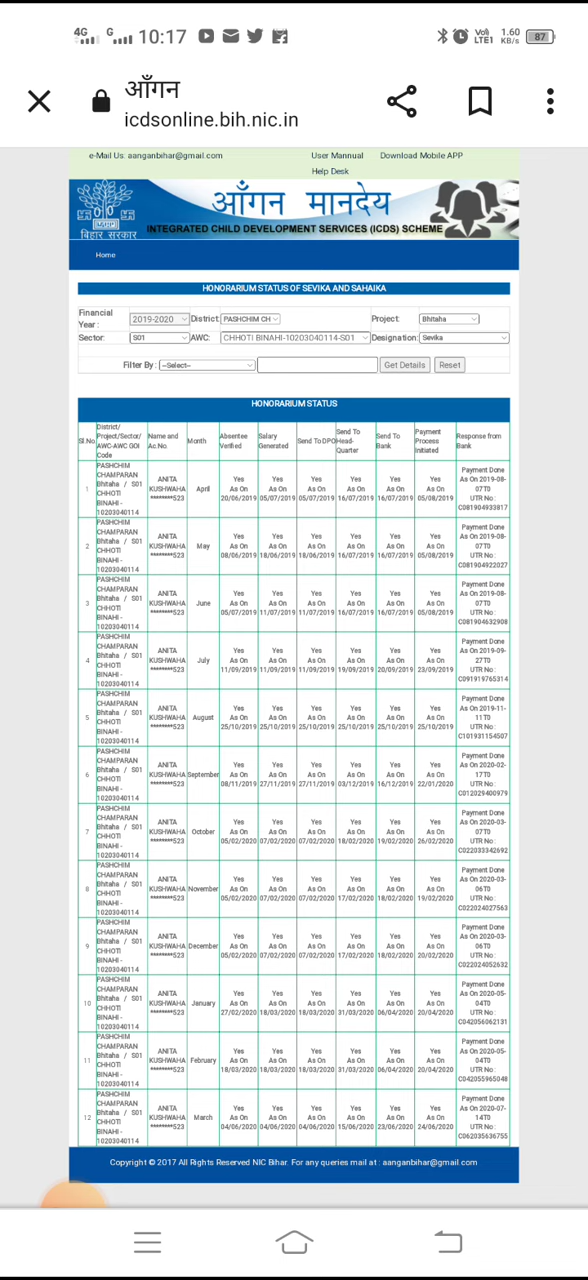 4G G 10:17 Vo) LTE1 1.60 KB/s 87
आँगन
icdsonline.bih.nic.in
e-Mail Us: aanganbihar@gmail.com User Mannual Download Mobile APP
Help Desk
आँगन मानदेय
बिहार सरकार
INTEGRATED CHILD DEVELOPMENT SERVICES (ICDS) SCHEME
Home
HONORARIUM STATUS OF SEVIKA AND SAHAIKA
Financial Year : 2019-2020 District: PASHCHIM CH Project: Bhitaha
Sector: S01 AWC: CHHOTI BINAHI-10203040114-S01 Designation: Sevika
Filter By : --Select-- Get Details Reset
HONORARIUM STATUS
Sl.No District/ Project/Sector/ AWC-AWC GOI Code Name and Ac.No. Month Absentee Verified Salary Generated Send To DPO Send To Head-Quarter Send To Bank Payment Process Initiated Response from Bank
1 PASHCHIM CHAMPARAN Bhitaha / S01 CHHOTI BINAHI - 10203040114 ANITA KUSHWAHA ********523 April Yes As On 20/06/2019 Yes As On 05/07/2019 Yes As On 05/07/2019 Yes As On 16/07/2019 Yes As On 16/07/2019 Yes As On 05/08/2019 Payment Done As On 2019-08-07T0 UTR No : C081904933817
2 PASHCHIM CHAMPARAN Bhitaha / S01 CHHOTI BINAHI - 10203040114 ANITA KUSHWAHA ********523 May Yes As On 08/06/2019 Yes As On 18/06/2019 Yes As On 18/06/2019 Yes As On 16/07/2019 Yes As On 16/07/2019 Yes As On 05/08/2019 Payment Done As On 2019-08-07T0 UTR No : C081904922027
3 PASHCHIM CHAMPARAN Bhitaha / S01 CHHOTI BINAHI - 10203040114 ANITA KUSHWAHA ********523 June Yes As On 05/07/2019 Yes As On 11/07/2019 Yes As On 11/07/2019 Yes As On 16/07/2019 Yes As On 16/07/2019 Yes As On 05/08/2019 Payment Done As On 2019-08-07T0 UTR No : C081904632908
4 PASHCHIM CHAMPARAN Bhitaha / S01 CHHOTI BINAHI - 10203040114 ANITA KUSHWAHA ********523 July Yes As On 11/09/2019 Yes As On 11/09/2019 Yes As On 11/09/2019 Yes As On 19/09/2019 Yes As On 20/09/2019 Yes As On 23/09/2019 Payment Done As On 2019-09-27T0 UTR No : C091919765314
5 PASHCHIM CHAMPARAN Bhitaha / S01 CHHOTI BINAHI - 10203040114 ANITA KUSHWAHA ********523 August Yes As On 25/10/2019 Yes As On 25/10/2019 Yes As On 25/10/2019 Yes As On 25/10/2019 Yes As On 25/10/2019 Yes As On 25/10/2019 Payment Done As On 2019-11-11T0 UTR No : C101931154507
6 PASHCHIM CHAMPARAN Bhitaha / S01 CHHOTI BINAHI - 10203040114 ANITA KUSHWAHA ********523 September Yes As On 08/11/2019 Yes As On 27/11/2019 Yes As On 27/11/2019 Yes As On 03/12/2019 Yes As On 16/12/2019 Yes As On 22/01/2020 Payment Done As On 2020-02-17T0 UTR No : C012029400979
7 PASHCHIM CHAMPARAN Bhitaha / S01 CHHOTI BINAHI - 10203040114 ANITA KUSHWAHA ********523 October Yes As On 05/02/2020 Yes As On 07/02/2020 Yes As On 07/02/2020 Yes As On 18/02/2020 Yes As On 19/02/2020 Yes As On 26/02/2020 Payment Done As On 2020-03-07T0 UTR No : C022033342692
8 PASHCHIM CHAMPARAN Bhitaha / S01 CHHOTI BINAHI - 10203040114 ANITA KUSHWAHA ********523 November Yes As On 05/02/2020 Yes As On 07/02/2020 Yes As On 07/02/2020 Yes As On 17/02/2020 Yes As On 18/02/2020 Yes As On 19/02/2020 Payment Done As On 2020-03-06T0 UTR No : C022024027563
9 PASHCHIM CHAMPARAN Bhitaha / S01 CHHOTI BINAHI - 10203040114 ANITA KUSHWAHA ********523 December Yes As On 05/02/2020 Yes As On 07/02/2020 Yes As On 07/02/2020 Yes As On 17/02/2020 Yes As On 18/02/2020 Yes As On 20/02/2020 Payment Done As On 2020-03-06T0 UTR No : C022024052632
10 PASHCHIM CHAMPARAN Bhitaha / S01 CHHOTI BINAHI - 10203040114 ANITA KUSHWAHA ********523 January Yes As On 27/02/2020 Yes As On 18/03/2020 Yes As On 18/03/2020 Yes As On 31/03/2020 Yes As On 06/04/2020 Yes As On 20/04/2020 Payment Done As On 2020-05-04T0 UTR No : C042056062131
11 PASHCHIM CHAMPARAN Bhitaha / S01 CHHOTI BINAHI - 10203040114 ANITA KUSHWAHA ********523 February Yes As On 18/03/2020 Yes As On 18/03/2020 Yes As On 18/03/2020 Yes As On 31/03/2020 Yes As On 06/04/2020 Yes As On 20/04/2020 Payment Done As On 2020-05-04T0 UTR No : C042055965048
12 PASHCHIM CHAMPARAN Bhitaha / S01 CHHOTI BINAHI - 10203040114 ANITA KUSHWAHA ********523 March Yes As On 04/06/2020 Yes As On 04/06/2020 Yes As On 04/06/2020 Yes As On 15/06/2020 Yes As On 23/06/2020 Yes As On 24/06/2020 Payment Done As On 2020-07-14T0 UTR No : C062035636755
Copyright © 2017 All Rights Reserved NIC Bihar. For any queries mail at : aanganbihar@gmail.com